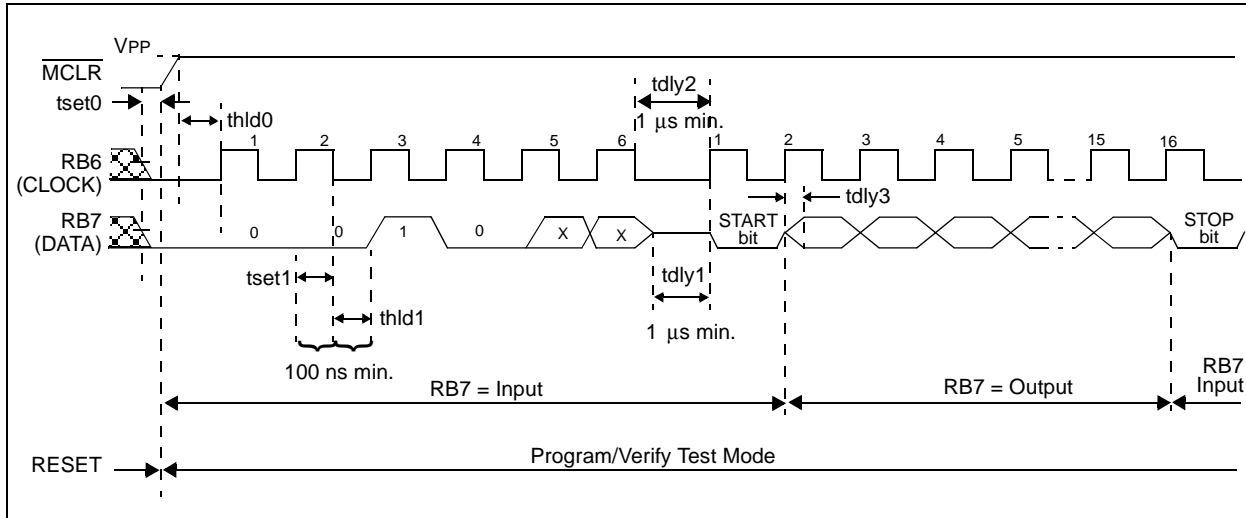 VPP
MCLR
tset0
thld0
tdly2
1 μs min.
1 2 3 4 5 6 1 2 3 4 5 15 16
RB6
(CLOCK)
tdly3
RB7
(DATA)
0 0 1 0 X X
START
bit
STOP
bit
tset1
tdly1
thld1
1 μs min.
100 ns min.
RB7 = Input
RB7 = Output
RB7
Input
RESET
Program/Verify Test Mode